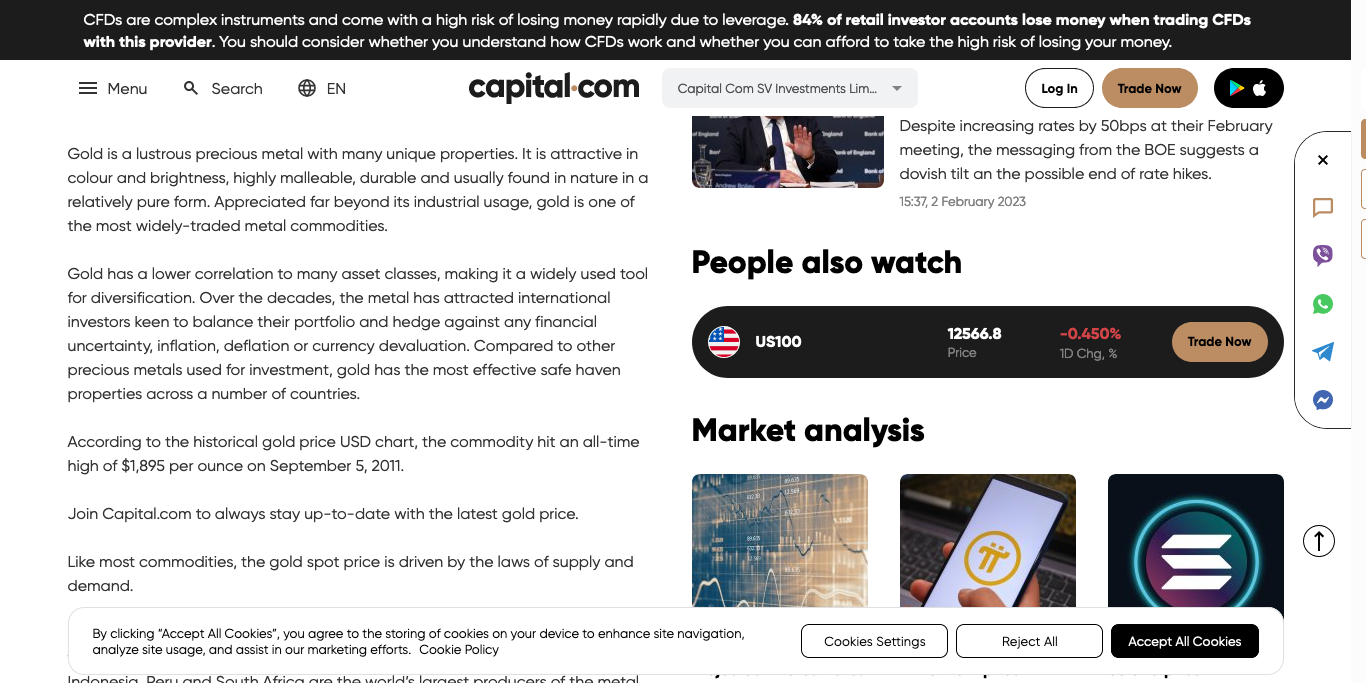 CFDs are complex instruments and come with a high risk of losing money rapidly due to leverage. 84% of retail investor accounts lose money when trading CFDs
with this provider. You should consider whether you understand how CFDs work and whether you can afford to take the high risk of losing your money.
Menu
Search
EN
capital.com
Capital Com SV Investments Lim...
Log In
Trade Now
Gold is a lustrous precious metal with many unique properties. It is attractive in
colour and brightness, highly malleable, durable and usually found in nature in a
relatively pure form. Appreciated far beyond its industrial usage, gold is one of
the most widely-traded metal commodities.
Gold has a lower correlation to many asset classes, making it a widely used tool
for diversification. Over the decades, the metal has attracted international
investors keen to balance their portfolio and hedge against any financial
uncertainty, inflation, deflation or currency devaluation. Compared to other
precious metals used for investment, gold has the most effective safe haven
properties across a number of countries.
According to the historical gold price USD chart, the commodity hit an all-time
high of $1,895 per ounce on September 5, 2011.
Join Capital.com to always stay up-to-date with the latest gold price.
Like most commodities, the gold spot price is driven by the laws of supply and
demand.
Indonesia, Peru and South Africa are the world's largest producers of the metal
Despite increasing rates by 50bps at their February
meeting, the messaging from the BOE suggests a
dovish tilt an the possible end of rate hikes.
15:37, 2 February 2023
People also watch
US100
12566.8
Price
-0.450%
1D Chg, %
Trade Now
Market analysis
By clicking “Accept All Cookies”, you agree to the storing of cookies on your device to enhance site navigation,
analyze site usage, and assist in our marketing efforts. Cookie Policy
Cookies Settings
Reject All
Accept All Cookies